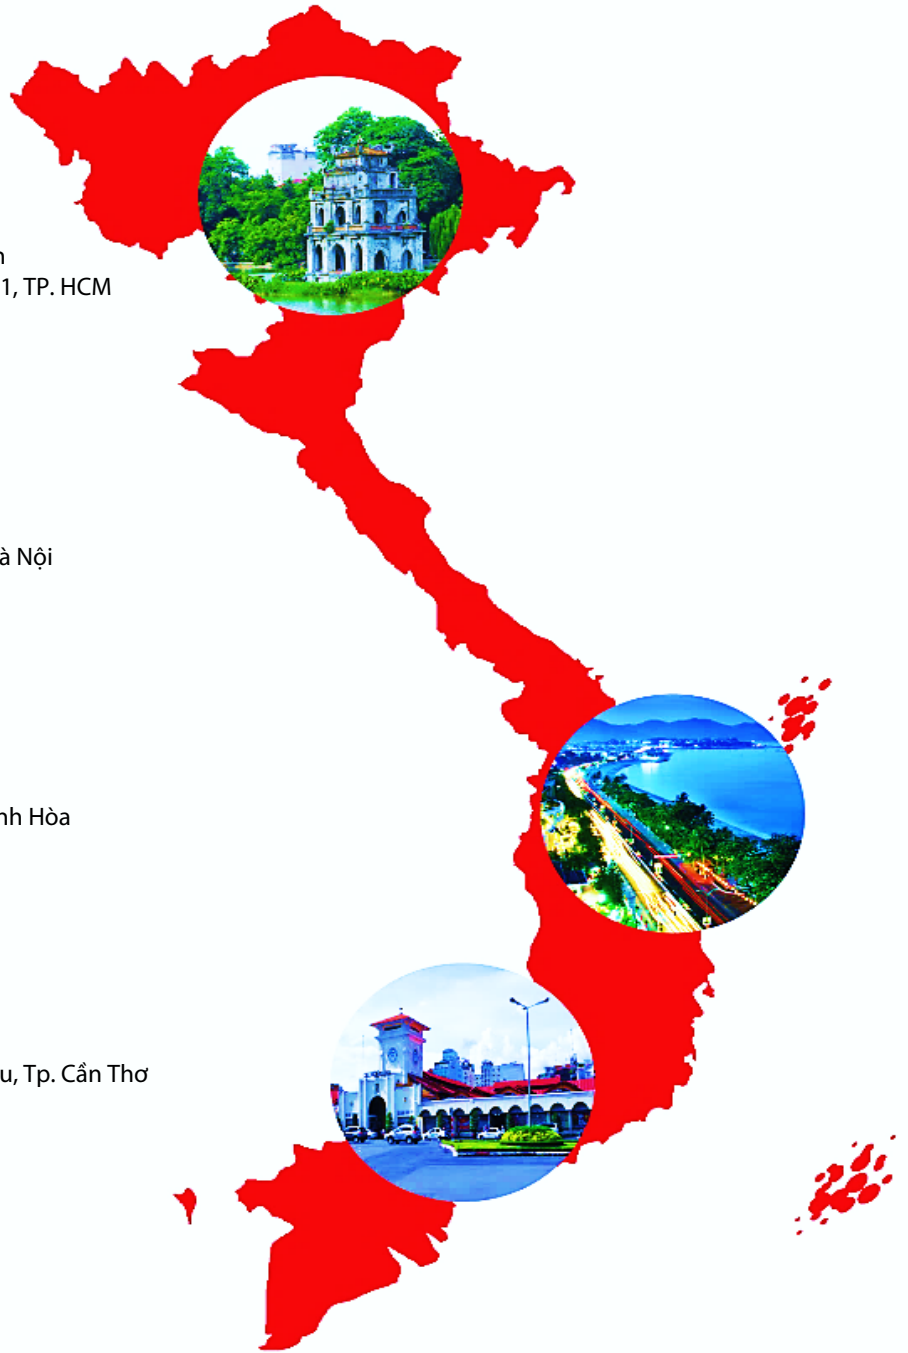 n
1, TP. HCM
à Nội
nh Hòa
u, Tp. Cần Thơ